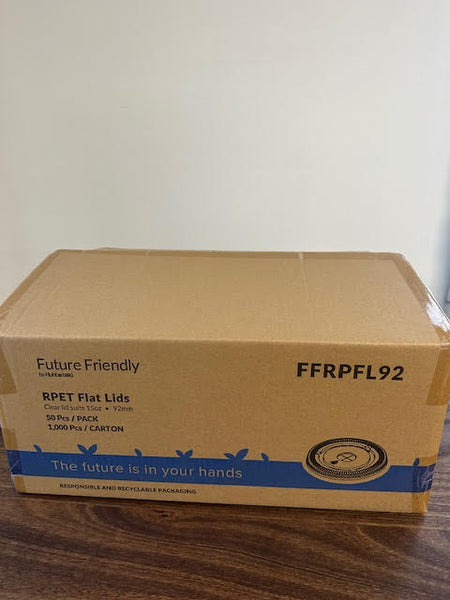 Future Friendly
by Huhtamaki
FFRPFL92
RPET Flat Lids
Clear lid suits 15oz • 92mm
50 Pcs / PACK
1,000 Pcs / CARTON
The future is in your hands
RESPONSIBLE AND RECYCLABLE PACKAGING